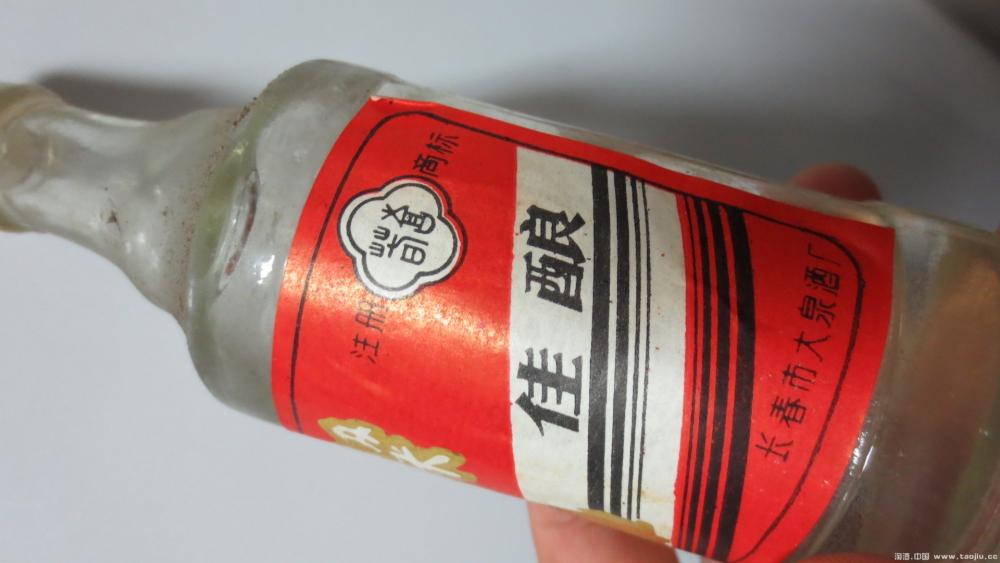 注册 商标
佳酿
长春市大泉酒厂
淘酒.中国 www.taojiu.cc